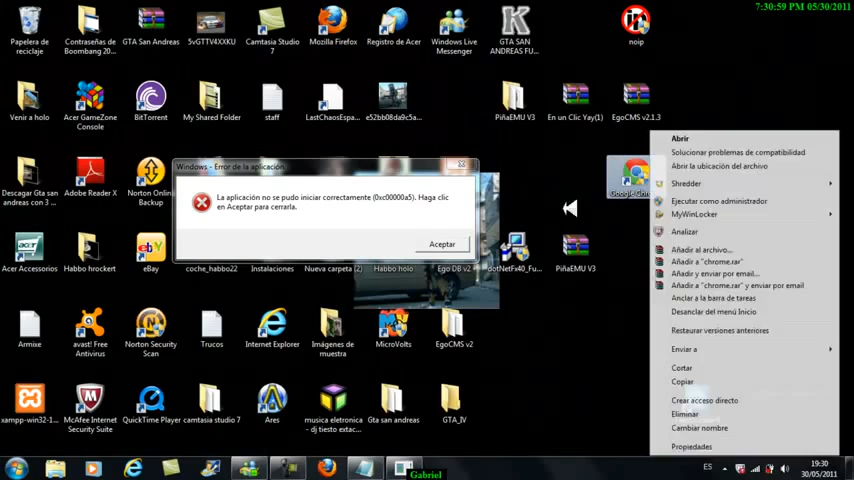 7:30:59 PM 05/30/2011
Papelera de
reciclaje
Contraseñas de
Boombang 20...
GTA San Andreas
5vGTTV4XXKU
Camtasia Studio
7
Mozilla Firefox
Registro de Acer
Windows Live
Messenger
GTA SAN
ANDREAS FU...
noip
Venir a holo
Acer GameZone
Console
BitTorrent
My Shared Folder
staff
LastChaosEspa...
e52bb08da9c5a...
PiñaEMU V3
En un Clic Yay(1)
EgoCMS v2.1.3
Descagar Gta san
andreas con 3 ...
Adobe Reader X
Norton Online
Backup
Windows - Error de la aplicación
La aplicación no se pudo iniciar correctamente (0xc00000a5). Haga clic
en Aceptar para cerrarla.
Aceptar
Google Chro
Acer Accessorios
Habbo hrockert
eBay
coche_habbo22
Instalaciones
Nueva carpeta (2)
Habbo holo
Ego DB v2
dotNetFx40_Fu...
PiñaEMU V3
Armixe
avast! Free
Antivirus
Norton Security
Scan
Trucos
Internet Explorer
Imágenes de
muestra
MicroVolts
EgoCMS v2
xampp-win32-1...
McAfee Internet
Security Suite
QuickTime Player
camtasia studio 7
Ares
musica eletronica
- dj tiesto extac...
Gta san andreas
GTA_IV
Abrir
Solucionar problemas de compatibilidad
Abrir la ubicación del archivo
Shredder
Ejecutar como administrador
MyWinLocker
Analizar
Añadir al archivo...
Añadir a "chrome.rar"
Añadir y enviar por email...
Añadir a "chrome.rar" y enviar por email
Anclar a la barra de tareas
Desanclar del menú Inicio
Restaurar versiones anteriores
Enviar a
Cortar
Copiar
Crear acceso directo
Eliminar
Cambiar nombre
Propiedades
Gabriel
ES
19:30
30/05/2011